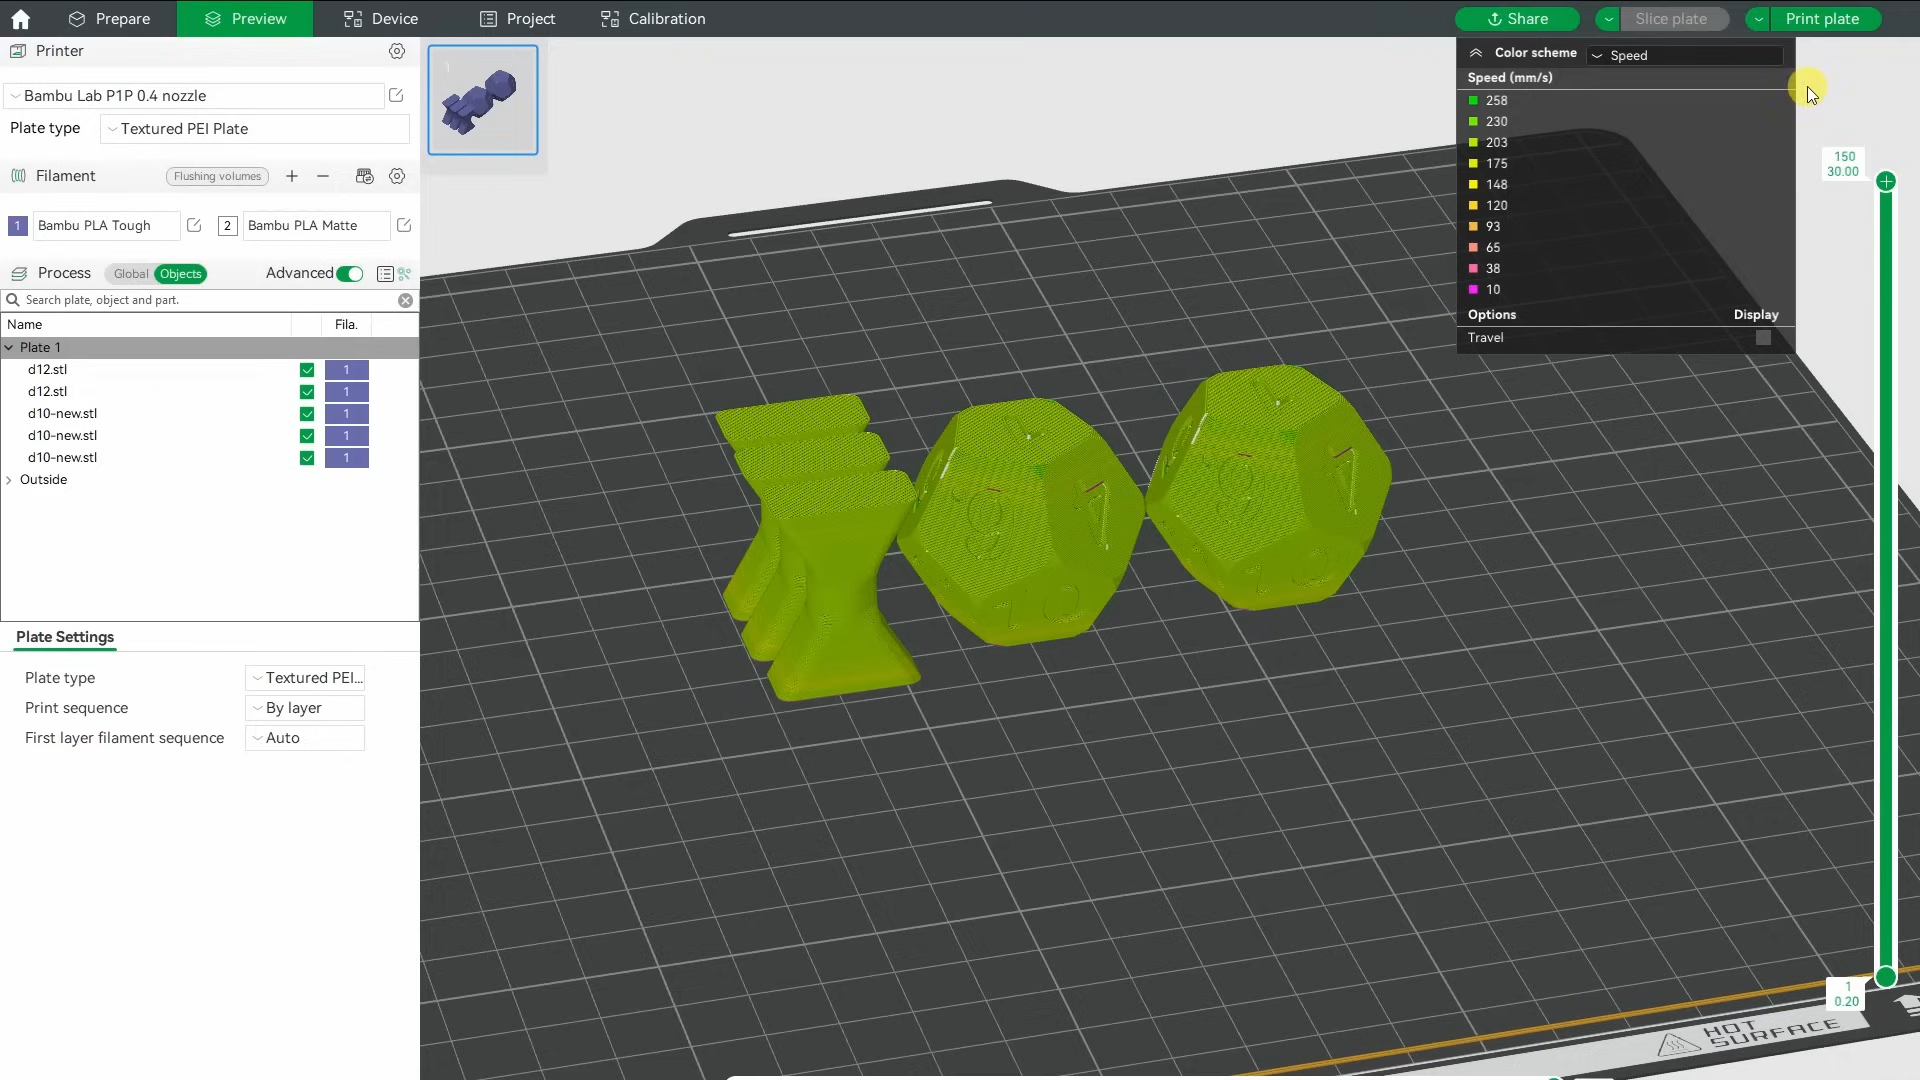 Prepare
Preview
Device
Project
Calibration
Share
Slice plate
Print plate
Printer
Bambu Lab P1P 0.4 nozzle
Plate type
Textured PEI Plate
Filament
Flushing volumes
1 Bambu PLA Tough
2 Bambu PLA Matte
Process
Global Objects
Advanced
Search plate, object and part.
Name Fila.
Plate 1
d12.stl 1
d12.stl 1
d10-new.stl 1
d10-new.stl 1
d10-new.stl 1
Outside
Plate Settings
Plate type Textured PEI...
Print sequence By layer
First layer filament sequence Auto
Color scheme Speed
Speed (mm/s)
258
230
203
175
148
120
93
65
38
10
Options Display
Travel
150
30.00
1
0.20
HOT
SURFACE